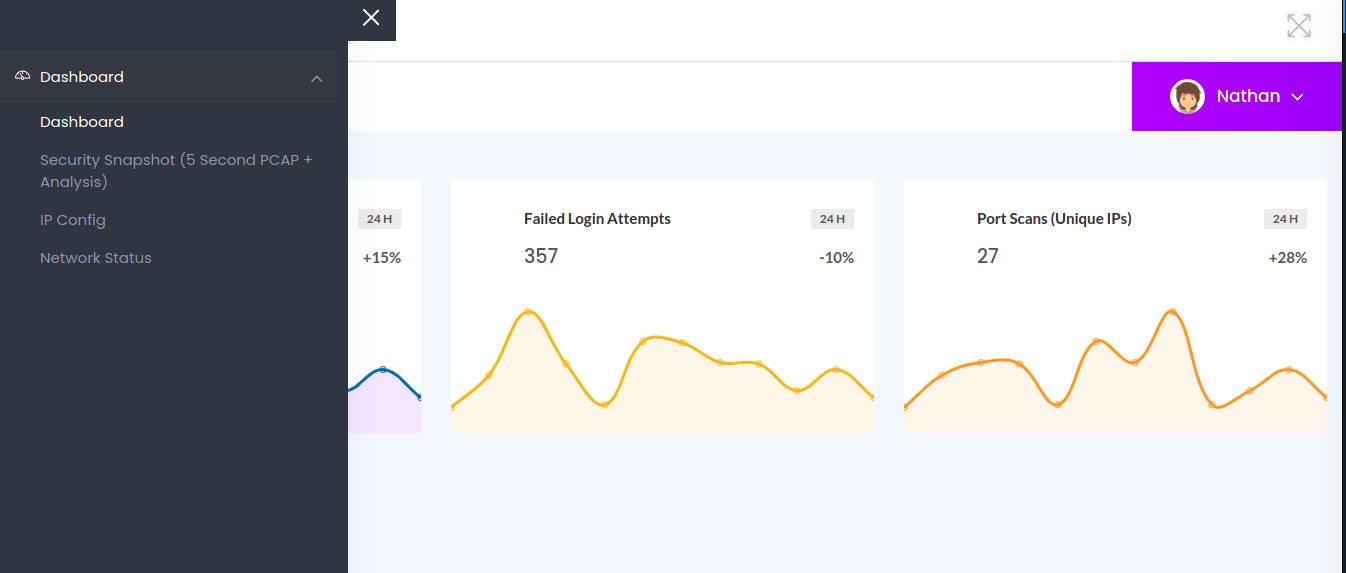 Dashboard
Dashboard
Security Snapshot (5 Second PCAP +
Analysis)
IP Config
Network Status
Nathan
24 H
+15%
Failed Login Attempts
24 H
357
-10%
Port Scans (Unique IPs)
24 H
27
+28%